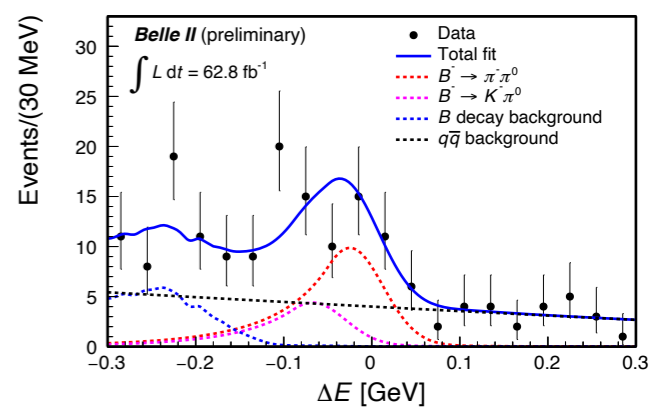 Belle II (preliminary)
∫ L dt = 62.8 fb⁻¹
Data
Total fit
B⁻ → π⁻π⁰
B⁻ → K⁻π⁰
B decay background
qq̅ background
Events/(30 MeV)
30
25
20
15
10
5
0
−0.3 −0.2 −0.1 0 0.1 0.2 0.3
ΔE [GeV]